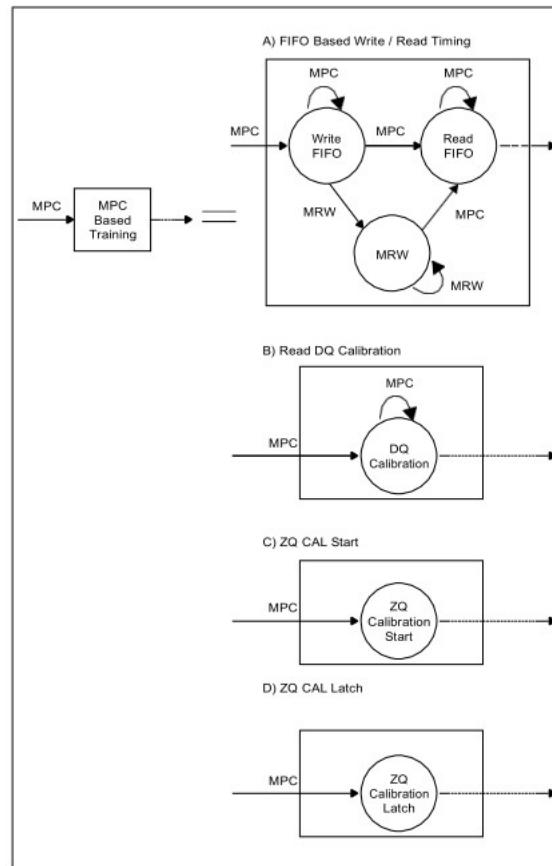 A) FIFO Based Write / Read Timing
MPC
MPC
MPC
Write
FIFO
MPC
Read
FIFO
MPC
MPC
Based
Training
MRW
MPC
MRW
MRW
B) Read DQ Calibration
MPC
MPC
DQ
Calibration
C) ZQ CAL Start
MPC
ZQ
Calibration
Start
D) ZQ CAL Latch
MPC
ZQ
Calibration
Latch